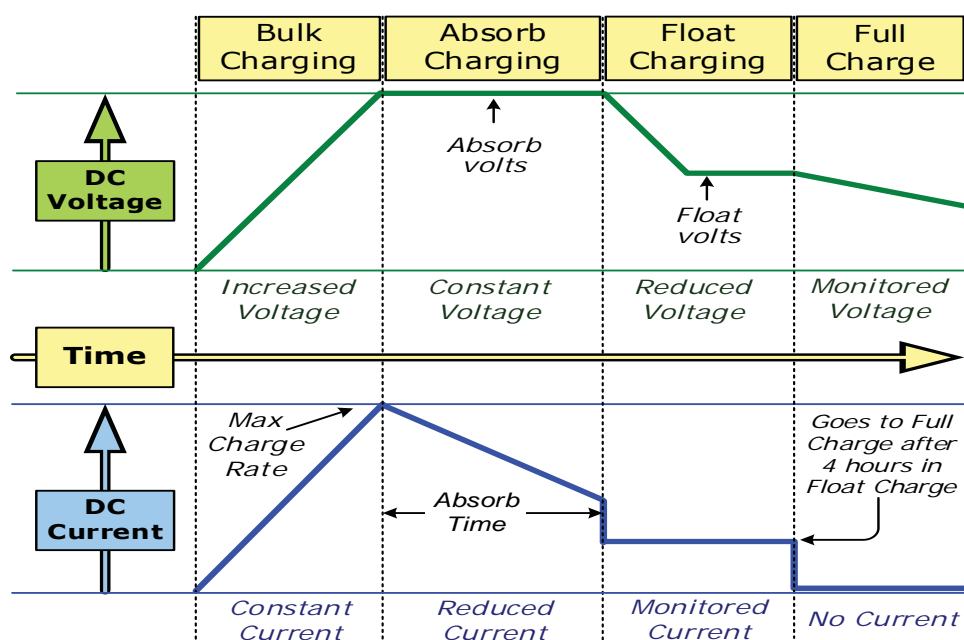 Bulk
Charging
Absorb
Charging
Float
Charging
Full
Charge
DC
Voltage
Absorb
volts
Float
volts
Increased
Voltage
Constant
Voltage
Reduced
Voltage
Monitored
Voltage
Time
DC
Current
Max
Charge
Rate
Absorb
Time
Goes to Full
Charge after
4 hours in
Float Charge
Constant
Current
Reduced
Current
Monitored
Current
No Current